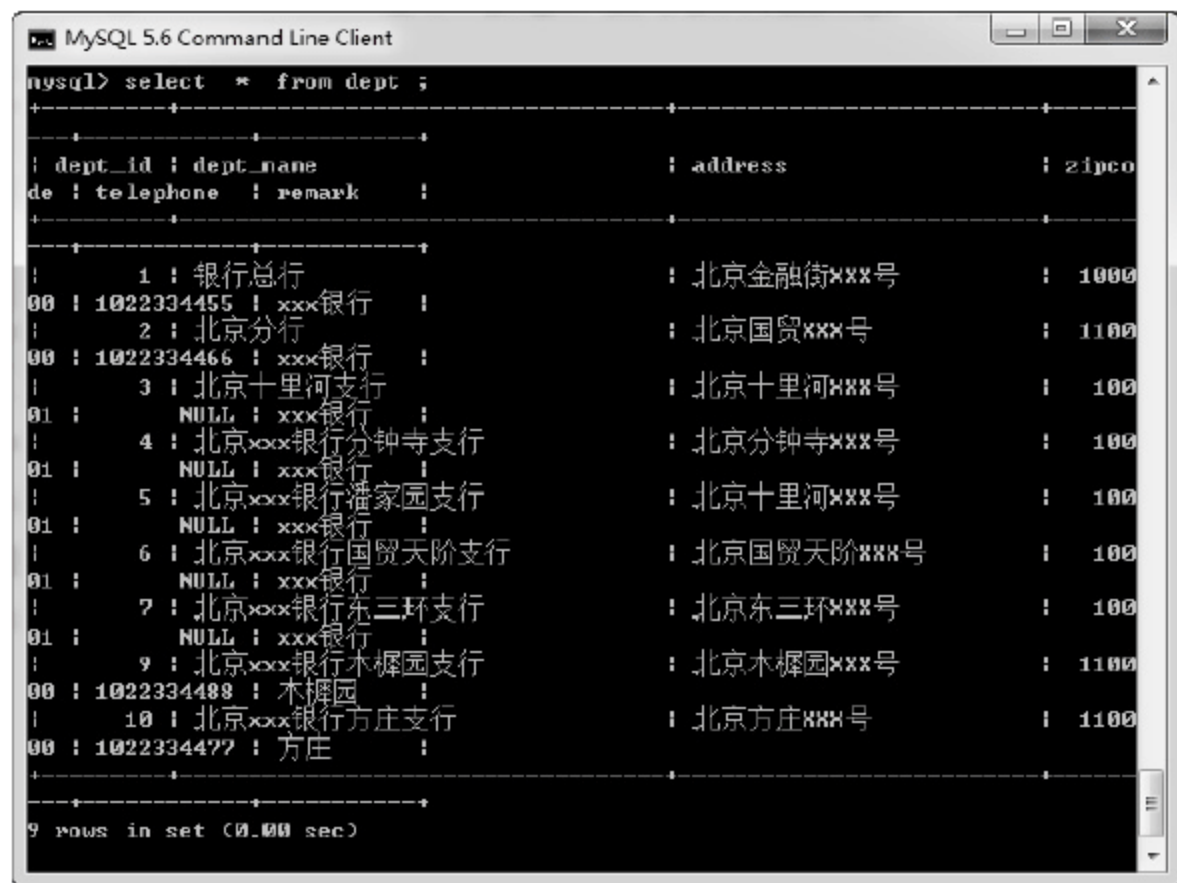 MySQL 5.6 Command Line Client
mysql> select * from dept ;
+---------+------------------------------------+--------------------------+------
---+------------+-----------+
| dept_id | dept_name | address | zipco
de | telephone | remark |
+---------+------------------------------------+--------------------------+------
---+------------+-----------+
| 1 | 银行总行 | 北京金融街xxx号 | 1000
00 | 1022334455 | xxx银行 |
| 2 | 北京分行 | 北京国贸xxx号 | 1100
00 | 1022334466 | xxx银行 |
| 3 | 北京十里河支行 | 北京十里河xxx号 | 100
01 | NULL | xxx银行 |
| 4 | 北京xxx银行分钟寺支行 | 北京分钟寺xxx号 | 100
01 | NULL | xxx银行 |
| 5 | 北京xxx银行潘家园支行 | 北京十里河xxx号 | 100
01 | NULL | xxx银行 |
| 6 | 北京xxx银行国贸天阶支行 | 北京国贸天阶xxx号 | 100
01 | NULL | xxx银行 |
| 7 | 北京xxx银行东三环支行 | 北京东三环xxx号 | 100
01 | NULL | xxx银行 |
| 9 | 北京xxx银行木樨园支行 | 北京木樨园xxx号 | 1100
00 | 1022334488 | 木樨园 |
| 10 | 北京xxx银行方庄支行 | 北京方庄xxx号 | 1100
00 | 1022334477 | 方庄 |
+---------+------------------------------------+--------------------------+------
---+------------+-----------+
9 rows in set (0.00 sec)